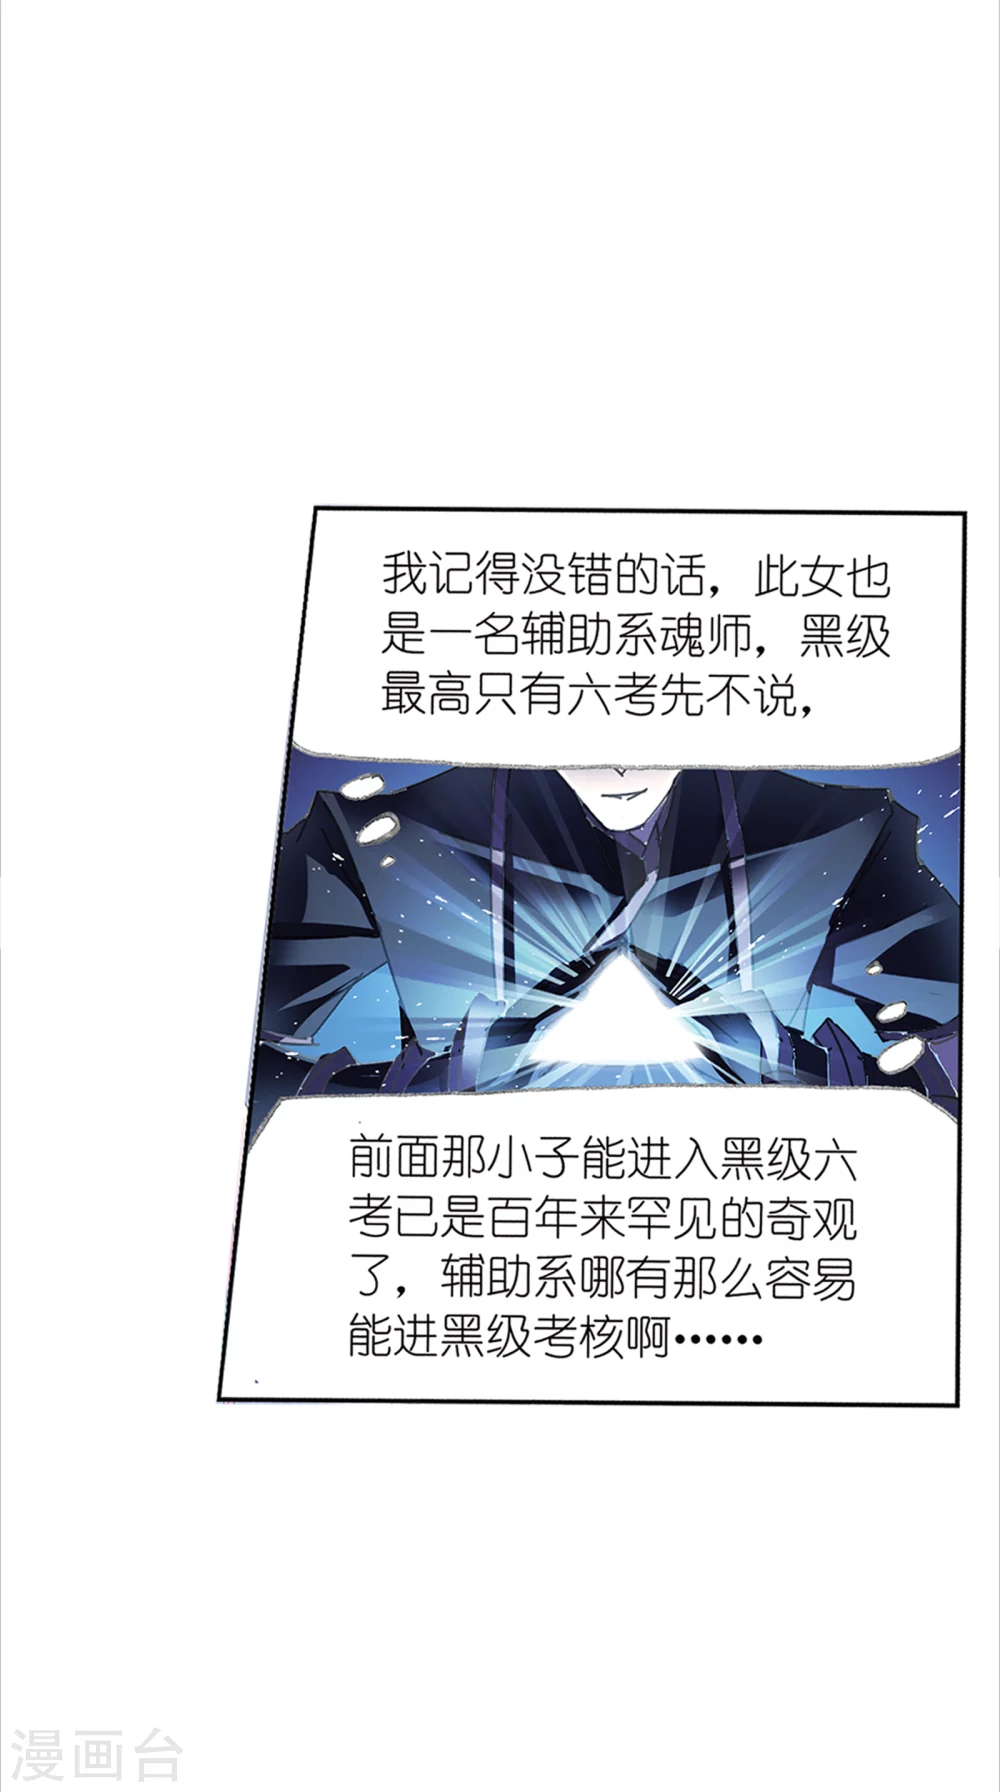 我记得没错的话，此女也
是一名辅助系魂师，黑级
最高只有六考先不说，
前面那小子能进入黑级六
考已是百年来罕见的奇观
了，辅助系哪有那么容易
能进黑级考核啊……
漫画台